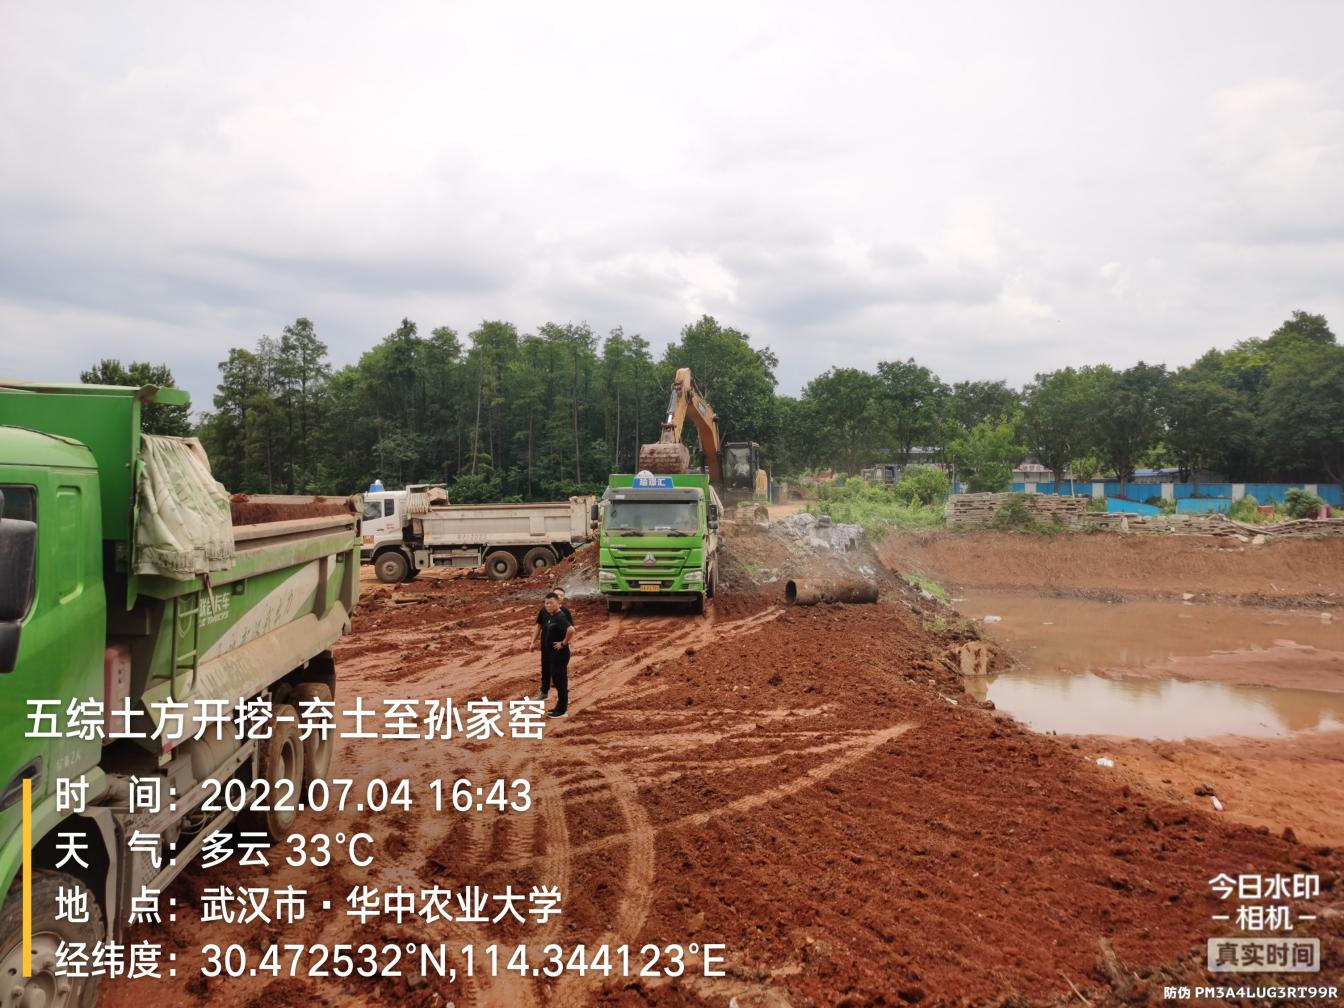 五综土方开挖-弃土至孙家窑
时 间：2022.07.04 16:43
天 气：多云 33°C
地 点：武汉市·华中农业大学
经纬度：30.472532°N,114.344123°E
今日水印
-相机-
真实时间
防伪 PM3A4LUG3RT99R